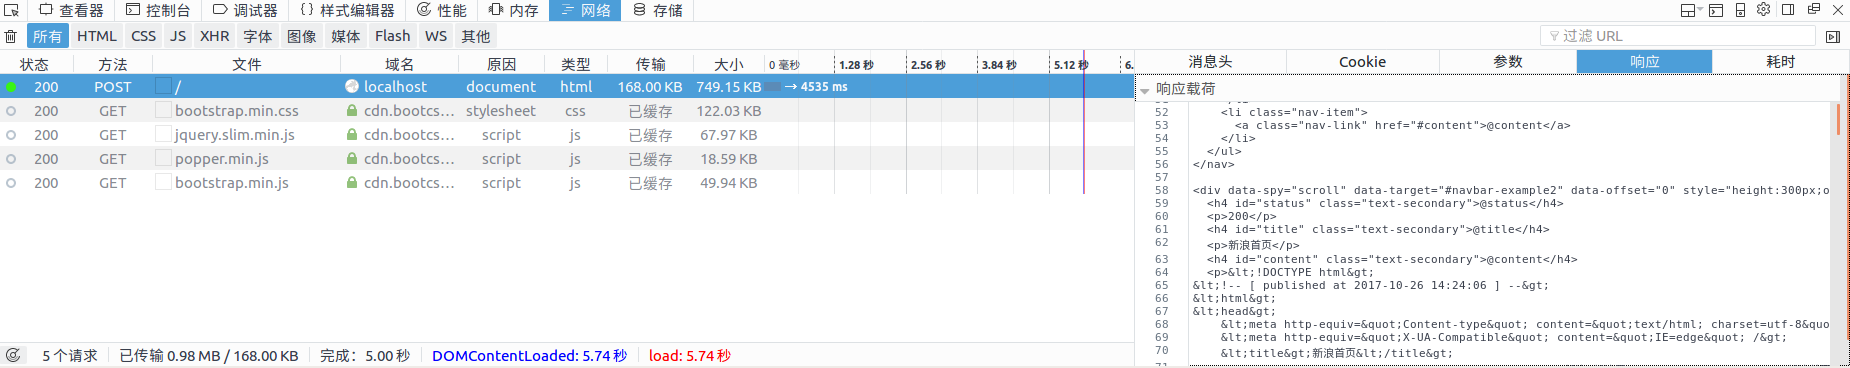 查看器 控制台 调试器 样式编辑器 性能 内存 网络 存储
所有 HTML CSS JS XHR 字体 图像 媒体 Flash WS 其他 过滤 URL
状态 方法 文件 域名 原因 类型 传输 大小 0 毫秒 1.28 秒 2.56 秒 3.84 秒 5.12 秒 6.
200 POST / localhost document html 168.00 KB 749.15 KB → 4535 ms
200 GET bootstrap.min.css cdn.bootcs... stylesheet css 已缓存 122.03 KB
200 GET jquery.slim.min.js cdn.bootcs... script js 已缓存 67.97 KB
200 GET popper.min.js cdn.bootcs... script js 已缓存 18.59 KB
200 GET bootstrap.min.js cdn.bootcs... script js 已缓存 49.94 KB
5 个请求 已传输 0.98 MB / 168.00 KB 完成：5.00 秒 DOMContentLoaded: 5.74 秒 load: 5.74 秒
消息头 Cookie 参数 响应 耗时
响应载荷
52 <li class="nav-item">
53 <a class="nav-link" href="#content">@content</a>
54 </li>
55 </ul>
56 </nav>
57
58 <div data-spy="scroll" data-target="#navbar-example2" data-offset="0" style="height:300px;o
59 <h4 id="status" class="text-secondary">@status</h4>
60 <p>200</p>
61 <h4 id="title" class="text-secondary">@title</h4>
62 <p>新浪首页</p>
63 <h4 id="content" class="text-secondary">@content</h4>
64 <p>&lt;!DOCTYPE html&gt;
65 &lt;!-- [ published at 2017-10-26 14:24:06 ] --&gt;
66 &lt;html&gt;
67 &lt;head&gt;
68 &lt;meta http-equiv=&quot;Content-type&quot; content=&quot;text/html; charset=utf-8&quo
69 &lt;meta http-equiv=&quot;X-UA-Compatible&quot; content=&quot;IE=edge&quot; /&gt;
70 &lt;title&gt;新浪首页&lt;/title&gt;